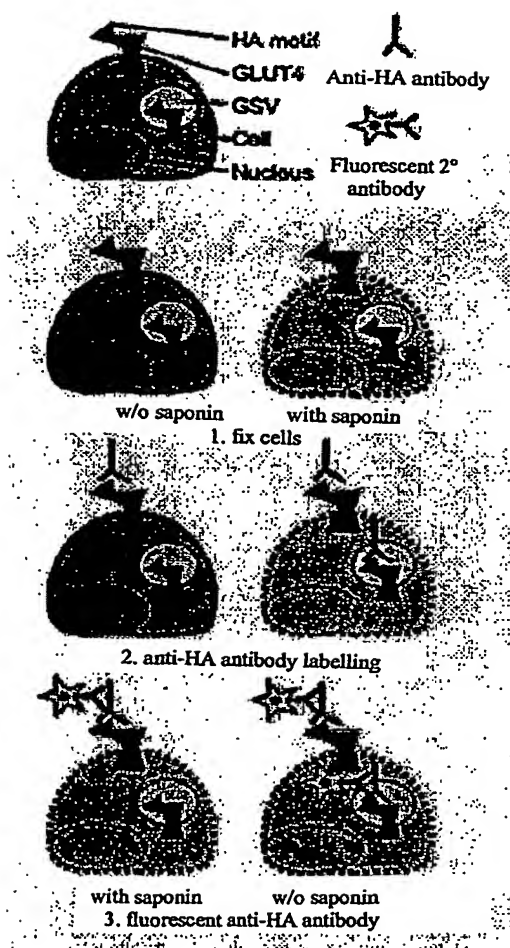 HA motif
GLUT4
GSV
Cell
Nucleus
Anti-HA antibody
Fluorescent 2°
antibody
w/o saponin
with saponin
1. fix cells
2. anti-HA antibody labelling
with saponin
w/o saponin
3. fluorescent anti-HA antibody